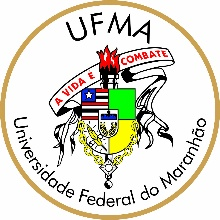 UFMA
A VIDA É COMBATE
Universidade Federal do Maranhão